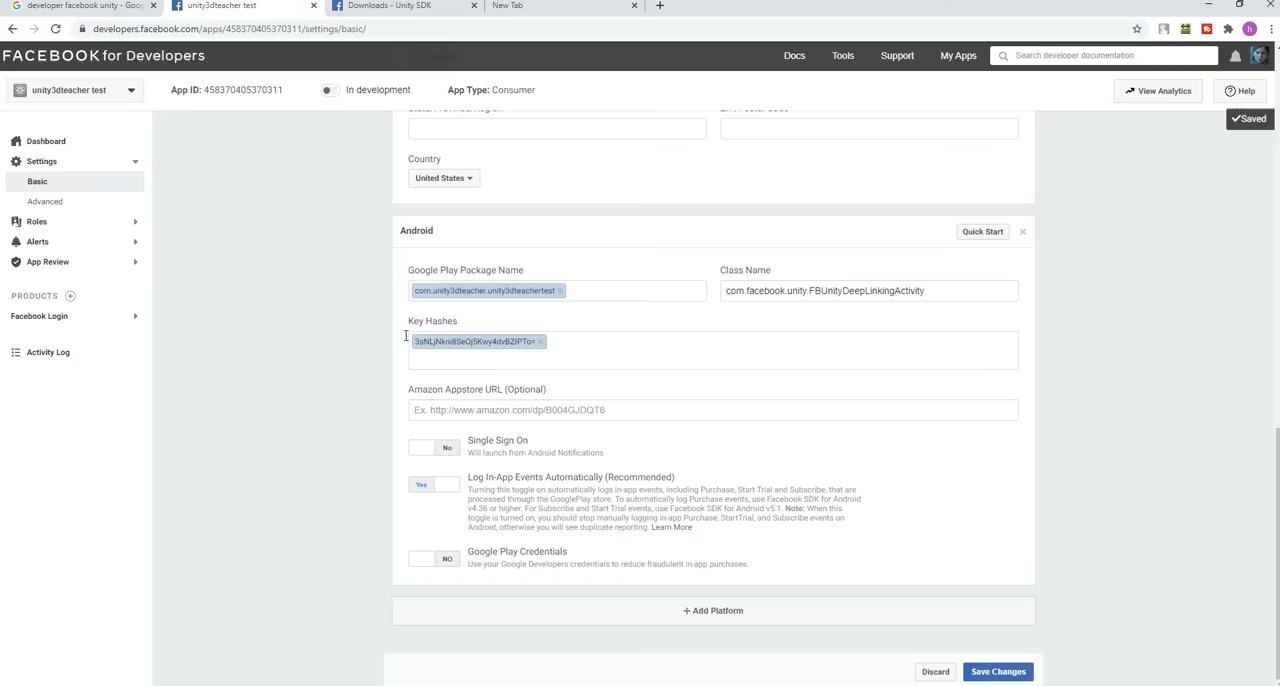 developer facebook unity - Goo
unity3dteacher test
Downloads - Unity SDK
New Tab
developers.facebook.com/apps/458370405370311/settings/basic/
FACEBOOK for Developers
Docs
Tools
Support
My Apps
Search developer documentation
unity3dteacher test
App ID: 458370405370311
In development
App Type: Consumer
View Analytics
Help
Saved
Dashboard
Settings
Basic
Advanced
Roles
Alerts
App Review
PRODUCTS
Facebook Login
Activity Log
Country
United States
Android
Quick Start
Google Play Package Name
Class Name
com.unity3dteacher.unity3dteachertest
com.facebook.unity.FBUnityDeepLinkingActivity
Key Hashes
3sNLjNkni8SeOj5Kwy4dvBZIPTo=
Amazon Appstore URL (Optional)
Ex. http://www.amazon.com/dp/B004GJDQT8
No
Single Sign On
Will launch from Android Notifications
Yes
Log In-App Events Automatically (Recommended)
Turning this toggle on automatically logs in-app events, including Purchase, Start Trial and Subscribe, that are
processed through the GooglePlay store. To automatically log Purchase events, use Facebook SDK for Android
v4.36 or higher. For Subscribe and Start Trial events, use Facebook SDK for Android v5.1. Note: When this
toggle is turned on, you should stop manually logging in-app Purchase, StartTrial, and Subscribe events on
Android, otherwise you will see duplicate reporting. Learn More
NO
Google Play Credentials
Use your Google Developers credentials to reduce fraudulent in-app purchases.
+ Add Platform
Discard
Save Changes